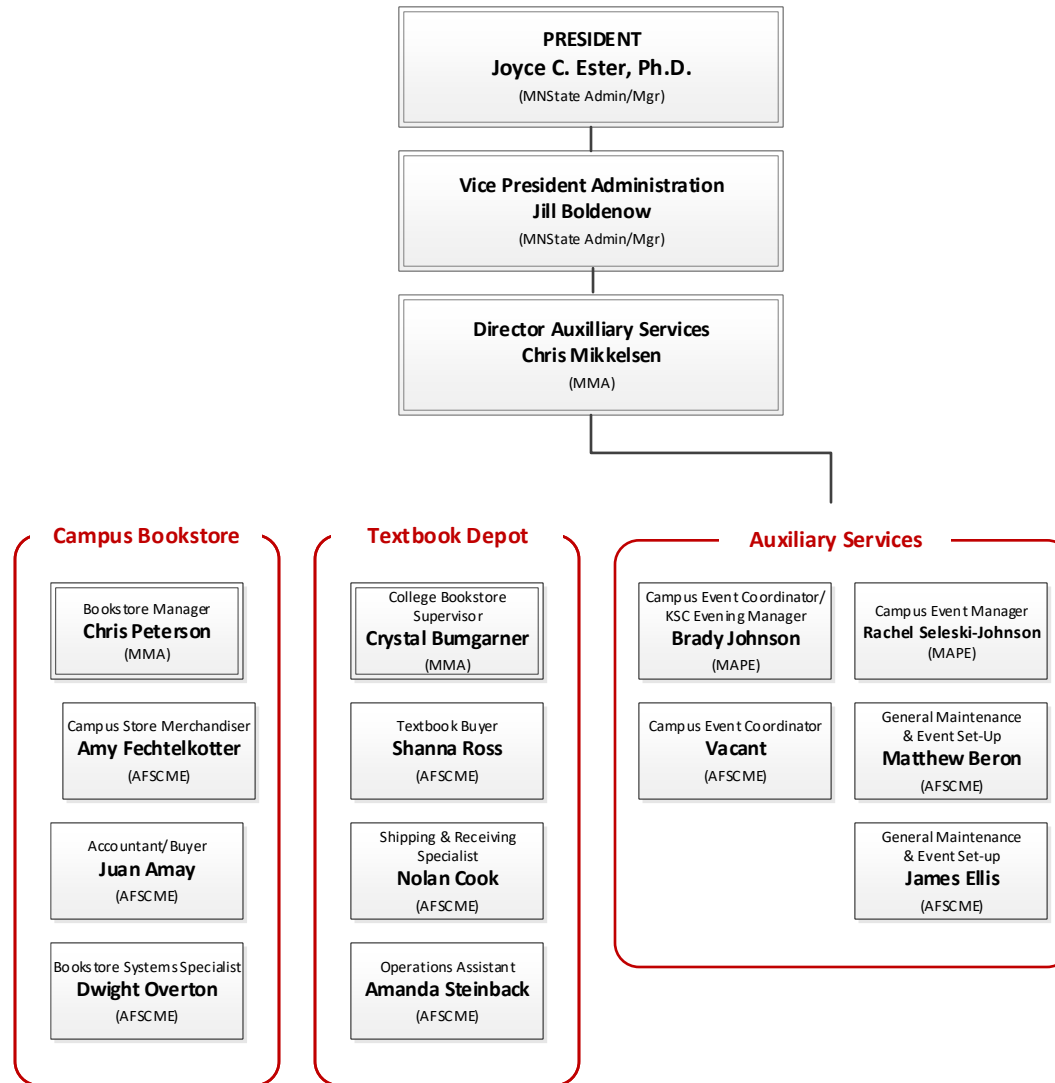 PRESIDENT
Joyce C. Ester, Ph.D.
(MNState Admin/Mgr)
Vice President Administration
Jill Boldenow
(MNState Admin/Mgr)
Director Auxilliary Services
Chris Mikkelsen
(MMA)
Campus Bookstore
Bookstore Manager
Chris Peterson
(MMA)
Campus Store Merchandiser
Amy Fechtelkotter
(AFSCME)
Accountant/Buyer
Juan Amay
(AFSCME)
Bookstore Systems Specialist
Dwight Overton
(AFSCME)
Textbook Depot
College Bookstore
Supervisor
Crystal Bumgarner
(MMA)
Textbook Buyer
Shanna Ross
(AFSCME)
Shipping & Receiving
Specialist
Nolan Cook
(AFSCME)
Operations Assistant
Amanda Steinback
(AFSCME)
Auxiliary Services
Campus Event Coordinator/
KSC Evening Manager
Brady Johnson
(MAPE)
Campus Event Coordinator
Vacant
(AFSCME)
Campus Event Manager
Rachel Seleski-Johnson
(MAPE)
General Maintenance
& Event Set-Up
Matthew Beron
(AFSCME)
General Maintenance
& Event Set-up
James Ellis
(AFSCME)